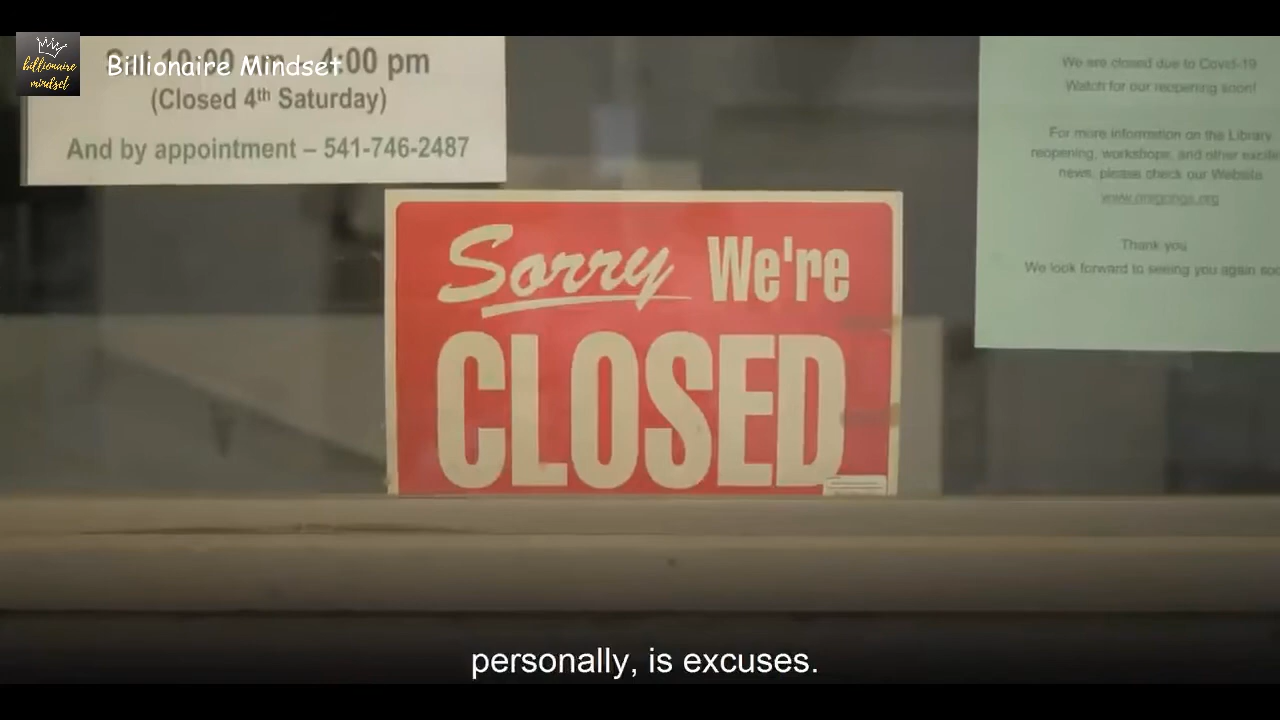 billionaire
mindset
Billionaire Mindset
4:00 pm
(Closed 4th Saturday)
And by appointment – 541-746-2487
Sorry We're
CLOSED
We are closed due to Covid-19
Watch for our reopening soon!
For more information on the Library
reopening, workshops, and other
news, please check our Website
Thank you
We look forward to seeing you again
personally, is excuses.